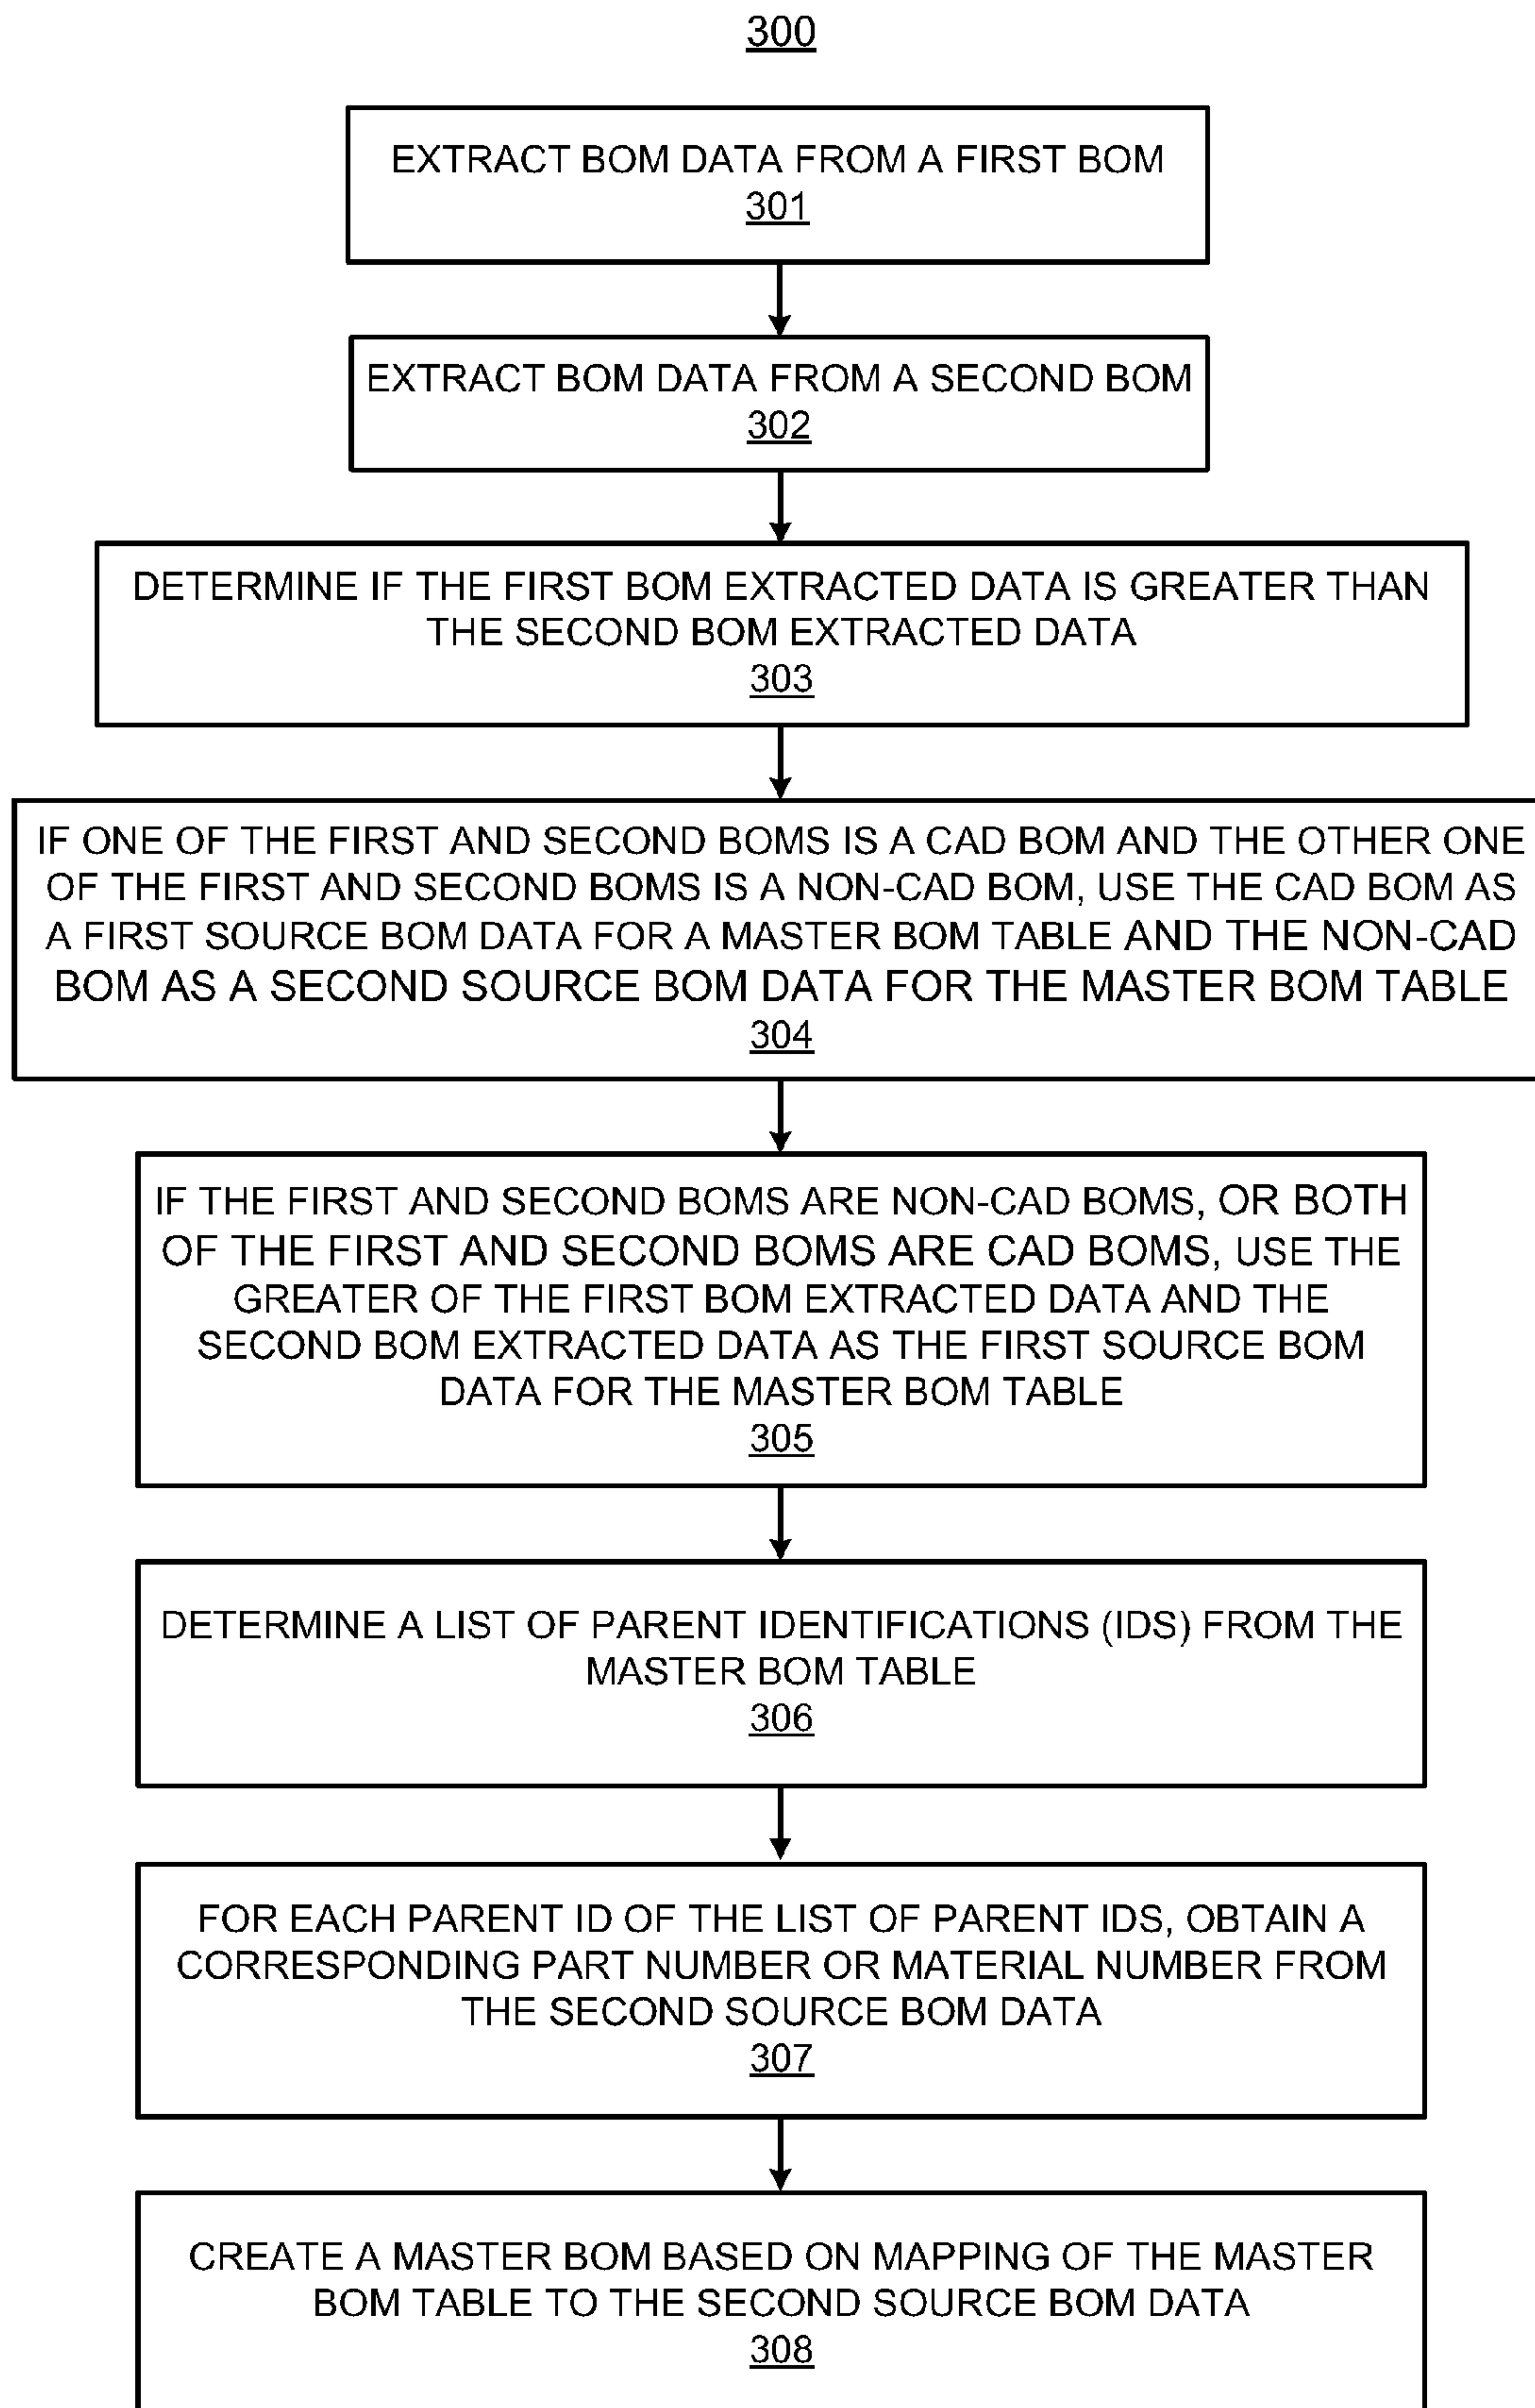 300
EXTRACT BOM DATA FROM A FIRST BOM
301
EXTRACT BOM DATA FROM A SECOND BOM
302
DETERMINE IF THE FIRST BOM EXTRACTED DATA IS GREATER THAN
THE SECOND BOM EXTRACTED DATA
303
IF ONE OF THE FIRST AND SECOND BOMS IS A CAD BOM AND THE OTHER ONE
OF THE FIRST AND SECOND BOMS IS A NON-CAD BOM, USE THE CAD BOM AS
A FIRST SOURCE BOM DATA FOR A MASTER BOM TABLE AND THE NON-CAD
BOM AS A SECOND SOURCE BOM DATA FOR THE MASTER BOM TABLE
304
IF THE FIRST AND SECOND BOMS ARE NON-CAD BOMS, OR BOTH
OF THE FIRST AND SECOND BOMS ARE CAD BOMS, USE THE
GREATER OF THE FIRST BOM EXTRACTED DATA AND THE
SECOND BOM EXTRACTED DATA AS THE FIRST SOURCE BOM
DATA FOR THE MASTER BOM TABLE
305
DETERMINE A LIST OF PARENT IDENTIFICATIONS (IDS) FROM THE
MASTER BOM TABLE
306
FOR EACH PARENT ID OF THE LIST OF PARENT IDS, OBTAIN A
CORRESPONDING PART NUMBER OR MATERIAL NUMBER FROM
THE SECOND SOURCE BOM DATA
307
CREATE A MASTER BOM BASED ON MAPPING OF THE MASTER
BOM TABLE TO THE SECOND SOURCE BOM DATA
308